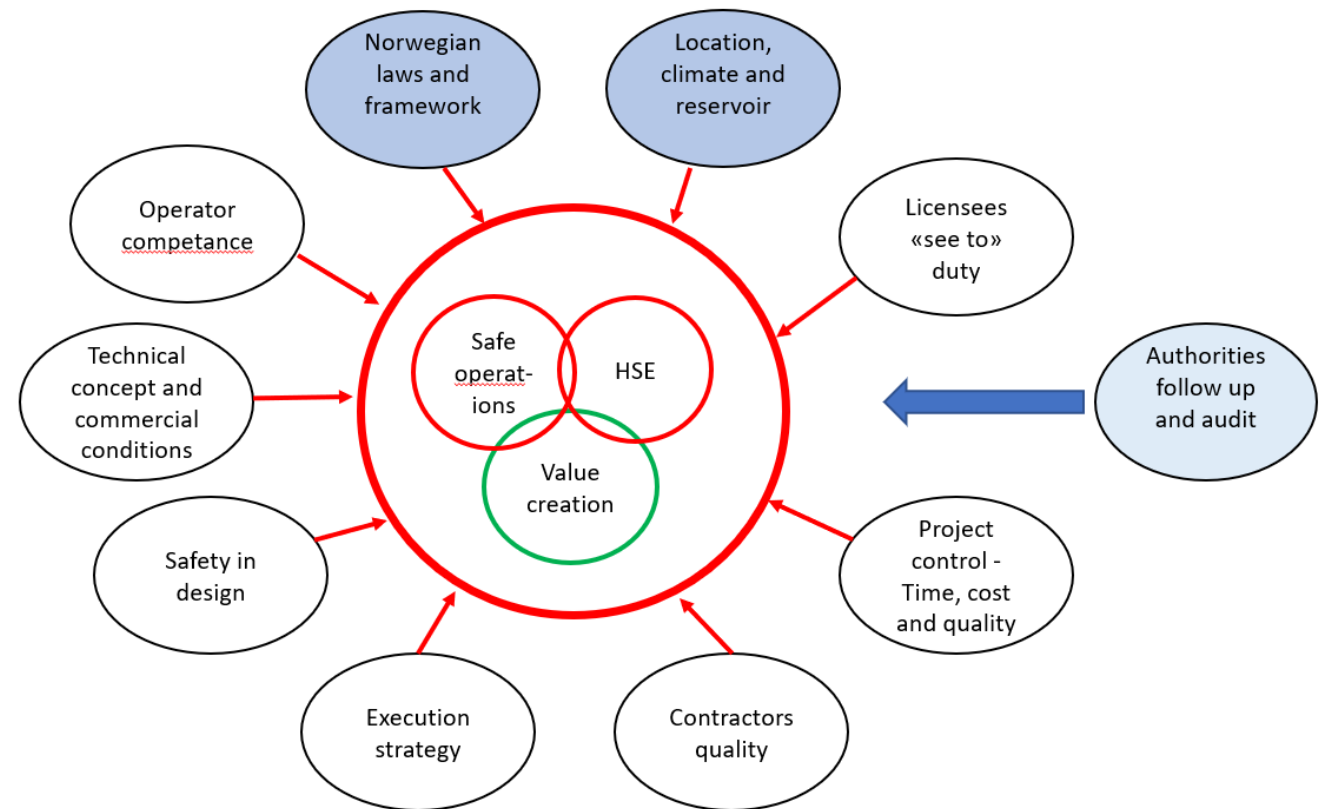 Norwegian
laws and
framework
Location,
climate and
reservoir
Operator
competance
Licensees
«see to»
duty
Safe
operat-
ions
HSE
Value
creation
Technical
concept and
commercial
conditions
Authorities
follow up
and audit
Safety in
design
Project
control -
Time, cost
and quality
Execution
strategy
Contractors
quality